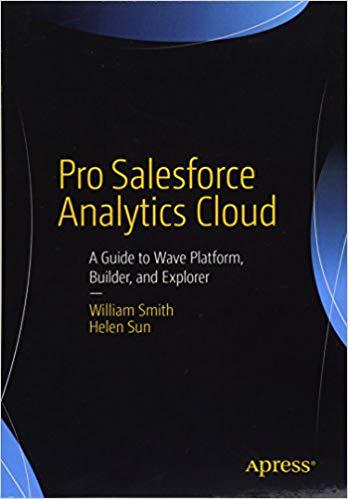 Pro Salesforce
Analytics Cloud
A Guide to Wave Platform,
Builder, and Explorer
—
William Smith
Helen Sun
Apress®